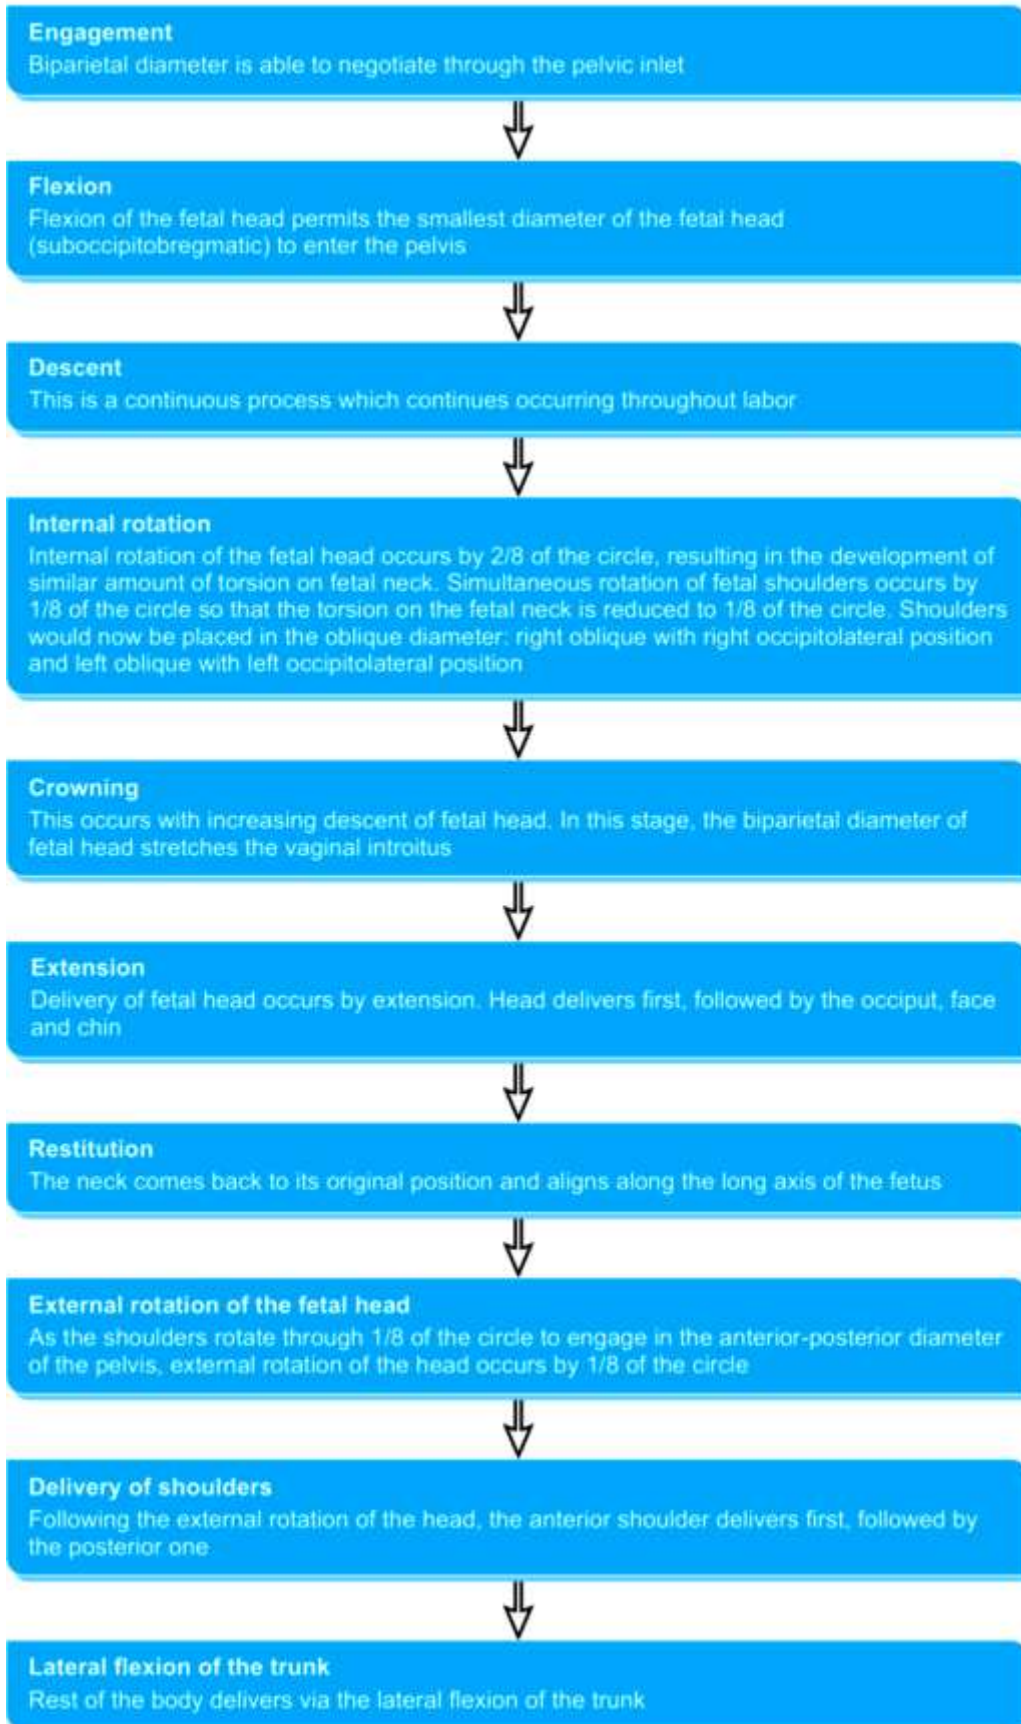 Engagement
Biparietal diameter is able to negotiate through the pelvic inlet
Flexion
Flexion of the fetal head permits the smallest diameter of the fetal head
(suboccipitobregmatic) to enter the pelvis
Descent
This is a continuous process which continues occurring throughout labor
Internal rotation
Internal rotation of the fetal head occurs by 2/8 of the circle, resulting in the development of
similar amount of torsion on fetal neck. Simultaneous rotation of fetal shoulders occurs by
1/8 of the circle so that the torsion on the fetal neck is reduced to 1/8 of the circle. Shoulders
would now be placed in the oblique diameter: right oblique with right occipitolateral position
and left oblique with left occipitolateral position
Crowning
This occurs with increasing descent of fetal head. In this stage, the biparietal diameter of
fetal head stretches the vaginal introitus
Extension
Delivery of fetal head occurs by extension. Head delivers first, followed by the occiput, face
and chin
Restitution
The neck comes back to its original position and aligns along the long axis of the fetus
External rotation of the fetal head
As the shoulders rotate through 1/8 of the circle to engage in the anterior-posterior diameter
of the pelvis, external rotation of the head occurs by 1/8 of the circle
Delivery of shoulders
Following the external rotation of the head, the anterior shoulder delivers first, followed by
the posterior one
Lateral flexion of the trunk
Rest of the body delivers via the lateral flexion of the trunk